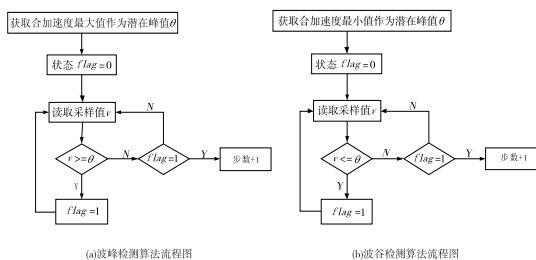 获取合加速度最大值作为潜在峰值θ
状态 flag=0
读取采样值v
N
v>=θ
N
flag=1
Y
步数+1
Y
flag=1
(a)波峰检测算法流程图
获取合加速度最小值作为潜在峰值θ
状态 flag=0
读取采样值v
N
v<=θ
N
flag=1
Y
步数+1
Y
flag=1
(b)波谷检测算法流程图